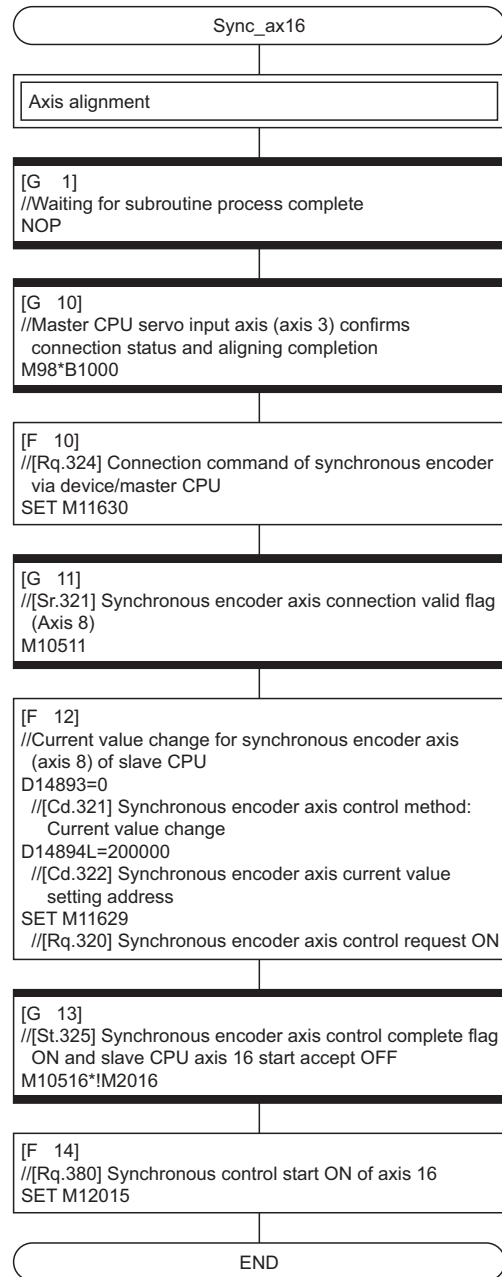 Sync_ax16
Axis alignment
[G 1]
//Waiting for subroutine process complete
NOP
[G 10]
//Master CPU servo input axis (axis 3) confirms
connection status and aligning completion
M98*B1000
[F 10]
//[Rq.324] Connection command of synchronous encoder
via device/master CPU
SET M11630
[G 11]
//[Sr.321] Synchronous encoder axis connection valid flag
(Axis 8)
M10511
[F 12]
//Current value change for synchronous encoder axis
(axis 8) of slave CPU
D14893=0
//[Cd.321] Synchronous encoder axis control method:
Current value change
D14894L=200000
//[Cd.322] Synchronous encoder axis current value
setting address
SET M11629
//[Rq.320] Synchronous encoder axis control request ON
[G 13]
//[St.325] Synchronous encoder axis control complete flag
ON and slave CPU axis 16 start accept OFF
M10516*!M2016
[F 14]
//[Rq.380] Synchronous control start ON of axis 16
SET M12015
END